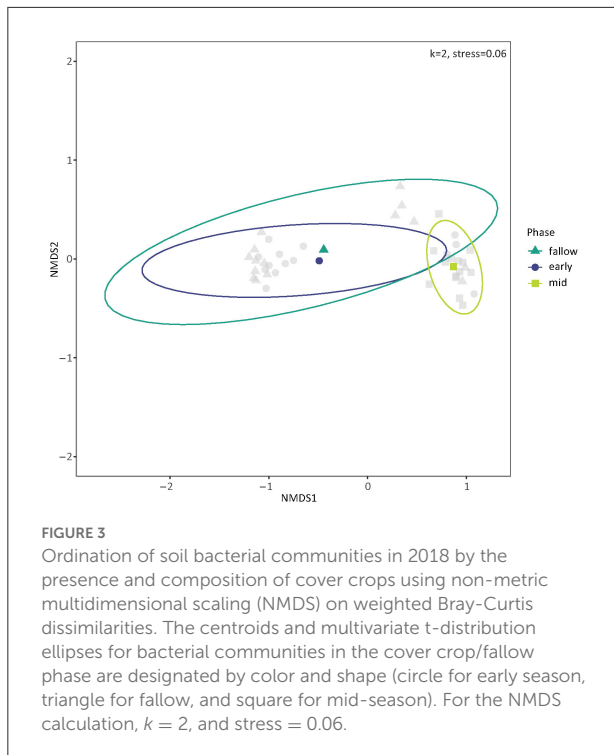 k=2, stress=0.06
2
1
0
−1
−2
NMDS2
−2
−1
0
1
NMDS1
Phase
fallow
early
mid
FIGURE 3
Ordination of soil bacterial communities in 2018 by the
presence and composition of cover crops using non-metric
multidimensional scaling (NMDS) on weighted Bray-Curtis
dissimilarities. The centroids and multivariate t-distribution
ellipses for bacterial communities in the cover crop/fallow
phase are designated by color and shape (circle for early season,
triangle for fallow, and square for mid-season). For the NMDS
calculation, k = 2, and stress = 0.06.